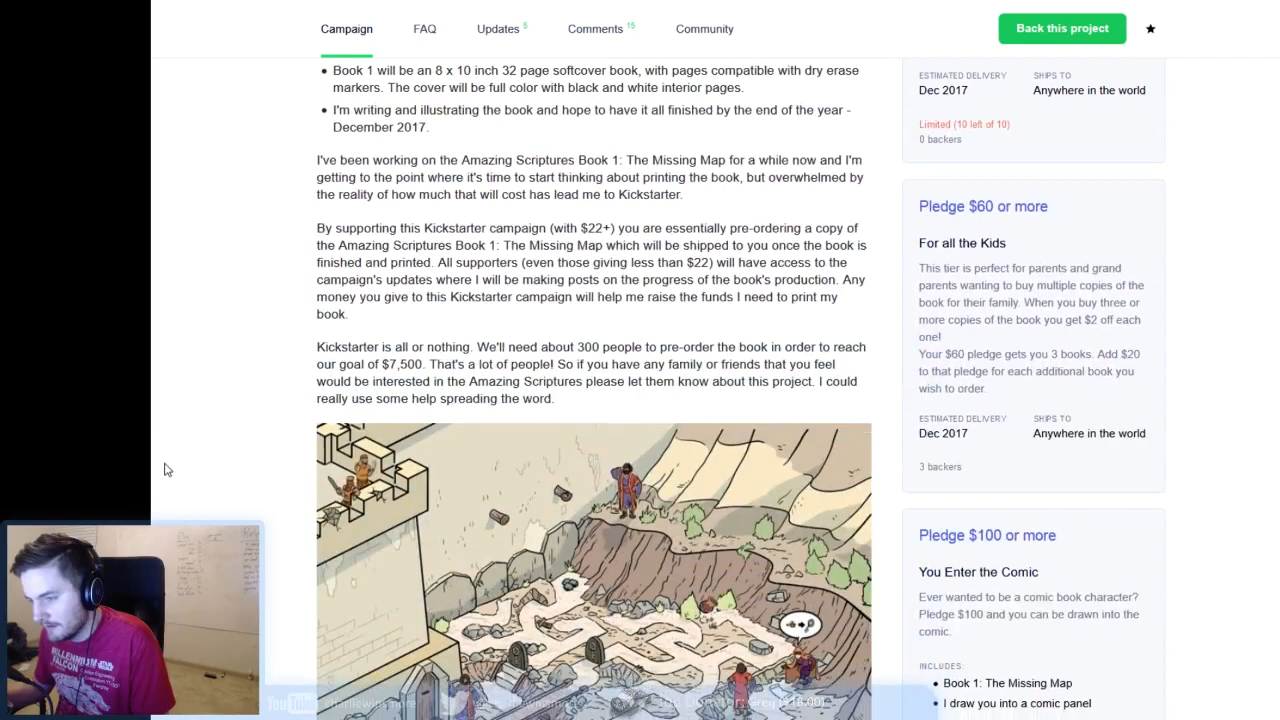 Campaign FAQ Updates 5 Comments 15 Community Back this project
Book 1 will be an 8 x 10 inch 32 page softcover book, with pages compatible with dry erase
markers. The cover will be full color with black and white interior pages.
I'm writing and illustrating the book and hope to have it all finished by the end of the year -
December 2017.
I've been working on the Amazing Scriptures Book 1: The Missing Map for a while now and I'm
getting to the point where it's time to start thinking about printing the book, but overwhelmed by
the reality of how much that will cost has lead me to Kickstarter.
By supporting this Kickstarter campaign (with $22+) you are essentially pre-ordering a copy of
the Amazing Scriptures Book 1: The Missing Map which will be shipped to you once the book is
finished and printed. All supporters (even those giving less than $22) will have access to the
campaign's updates where I will be making posts on the progress of the book's production. Any
money you give to this Kickstarter campaign will help me raise the funds I need to print my
book.
Kickstarter is all or nothing. We'll need about 300 people to pre-order the book in order to reach
our goal of $7,500. That's a lot of people! So if you have any family or friends that you feel
would be interested in the Amazing Scriptures please let them know about this project. I could
really use some help spreading the word.
ESTIMATED DELIVERY SHIPS TO
Dec 2017 Anywhere in the world
Limited (10 left of 10)
0 backers
Pledge $60 or more
For all the Kids
This tier is perfect for parents and grand
parents wanting to buy multiple copies of the
book for their family. When you buy three or
more copies of the book you get $2 off each
one!
Your $60 pledge gets you 3 books. Add $20
to that pledge for each additional book you
wish to order.
ESTIMATED DELIVERY SHIPS TO
Dec 2017 Anywhere in the world
3 backers
Pledge $100 or more
You Enter the Comic
Ever wanted to be a comic book character?
Pledge $100 and you can be drawn into the
comic.
INCLUDES:
Book 1: The Missing Map
I draw you into a comic panel
MILLENNIUM
FALCON
YouTube